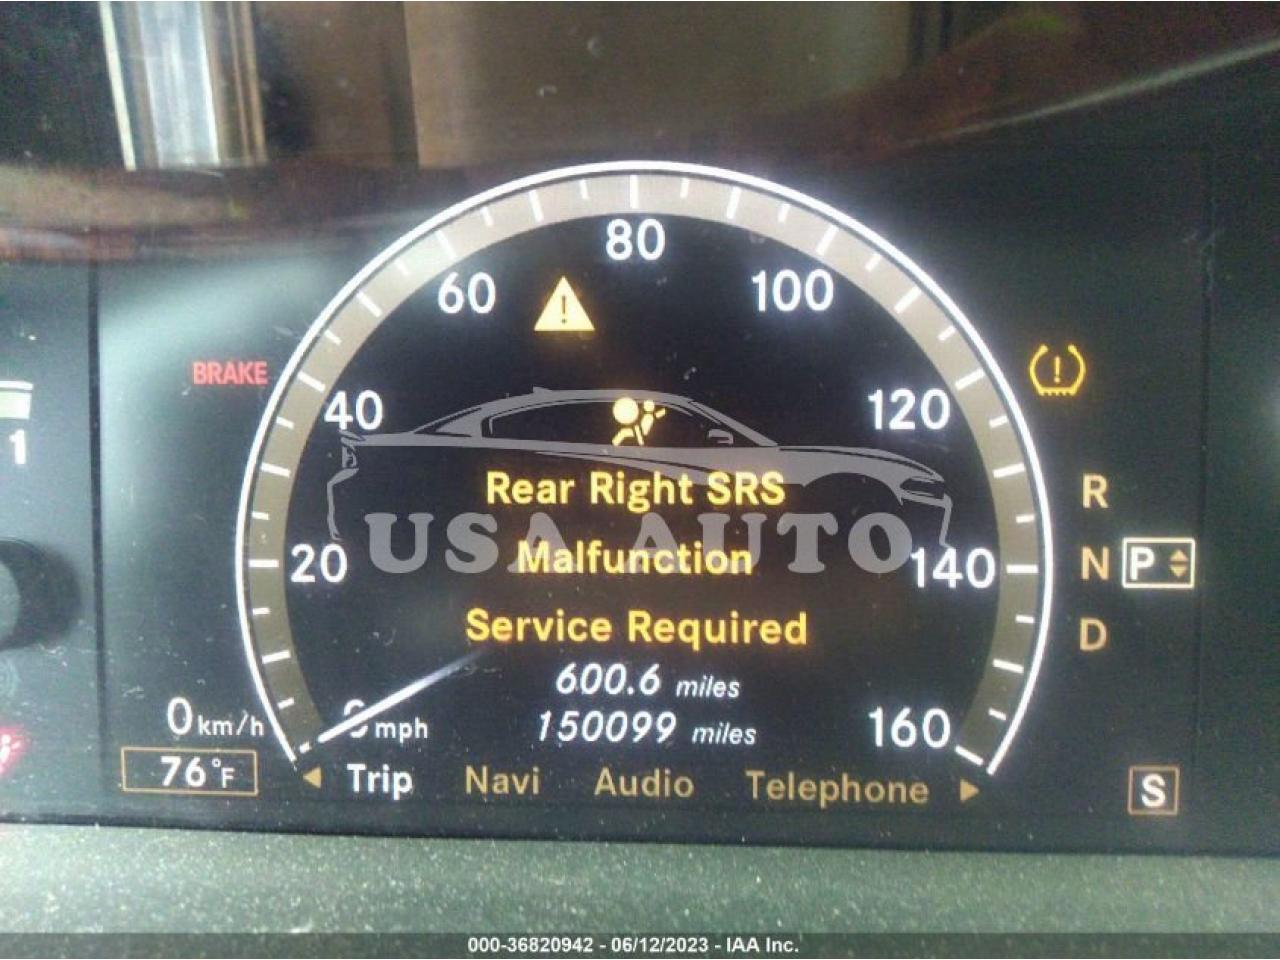 80
60
100
BRAKE
40
120
1
Rear Right SRS
R
USA AUTO
Malfunction
20
140
N
P
Service Required
D
600.6 miles
0 km/h
0 mph
150099 miles
160
76°F
Trip Navi Audio Telephone
S
000-36820942 - 06/12/2023 - IAA Inc.